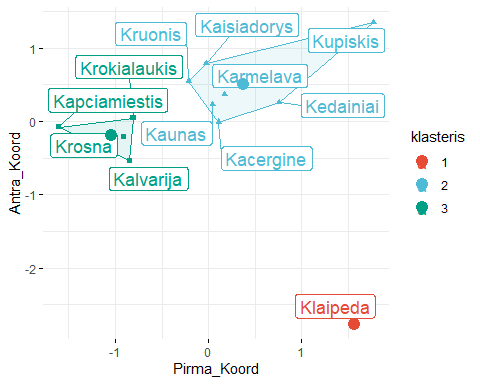 Kaisiadorys
Kruonis
Kupiskis
1
Krokialaukis
Karmelava
Kapciamiestis
Kedainiai
0
Kaunas
Krosna
Kacergine
Kalvarija
-1
-2
Klaipeda
-1 0 1
Pirma_Koord
Antra_Koord
klasteris
1
2
3